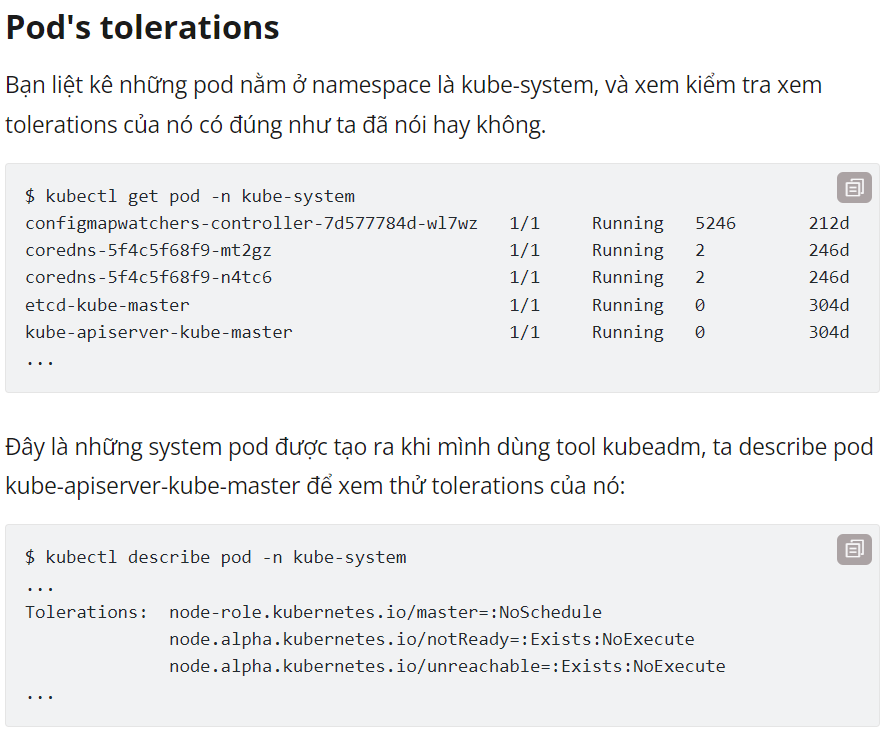 Pod's tolerations
Bạn liệt kê những pod nằm ở namespace là kube-system, và xem kiểm tra xem
tolerations của nó có đúng như ta đã nói hay không.
$ kubectl get pod -n kube-system
configmapwatchers-controller-7d577784d-wl7wz   1/1     Running   5246       212d
coredns-5f4c5f68f9-mt2gz                       1/1     Running   2          246d
coredns-5f4c5f68f9-n4tc6                       1/1     Running   2          246d
etcd-kube-master                               1/1     Running   0          304d
kube-apiserver-kube-master                     1/1     Running   0          304d
...
Đây là những system pod được tạo ra khi mình dùng tool kubeadm, ta describe pod
kube-apiserver-kube-master để xem thử tolerations của nó:
$ kubectl describe pod -n kube-system
...
Tolerations:  node-role.kubernetes.io/master=:NoSchedule
              node.alpha.kubernetes.io/notReady=:Exists:NoExecute
              node.alpha.kubernetes.io/unreachable=:Exists:NoExecute
...